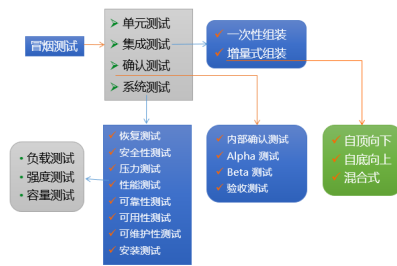 冒烟测试
单元测试
集成测试
确认测试
系统测试
一次性组装
增量式组装
负载测试
强度测试
容量测试
恢复测试
安全性测试
压力测试
性能测试
可靠性测试
可用性测试
可维护性测试
安装测试
内部确认测试
Alpha 测试
Beta 测试
验收测试
自顶向下
自底向上
混合式